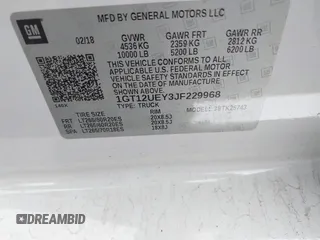 MFD BY GENERAL MOTORS LLC
GM
02/18 GVWR GAWR FRT GAWR RR
4536 KG 2359 KG 2812 KG
10000 LB 5200 LB 6200 LB
THIS VEHICLE CONFORMS TO ALL APPLICABLE U.S. FEDERAL MOTOR
VEHICLE SAFETY STANDARDS IN EFFECT ON THE
DATE OF MANUFACTURE SHOWN ABOVE.
1GT12UEY3JF229968
TYPE: TRUCK MODEL:
TIRE SIZE RIM
FRT 20X8.5J
RR 20X8.5J
SPA 18X8J
DREAMBID